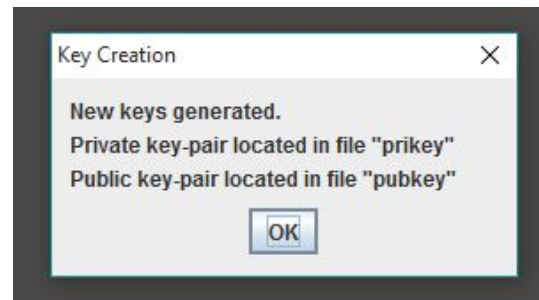 Key Creation
New keys generated.
Private key-pair located in file "prikey"
Public key-pair located in file "pubkey"
OK